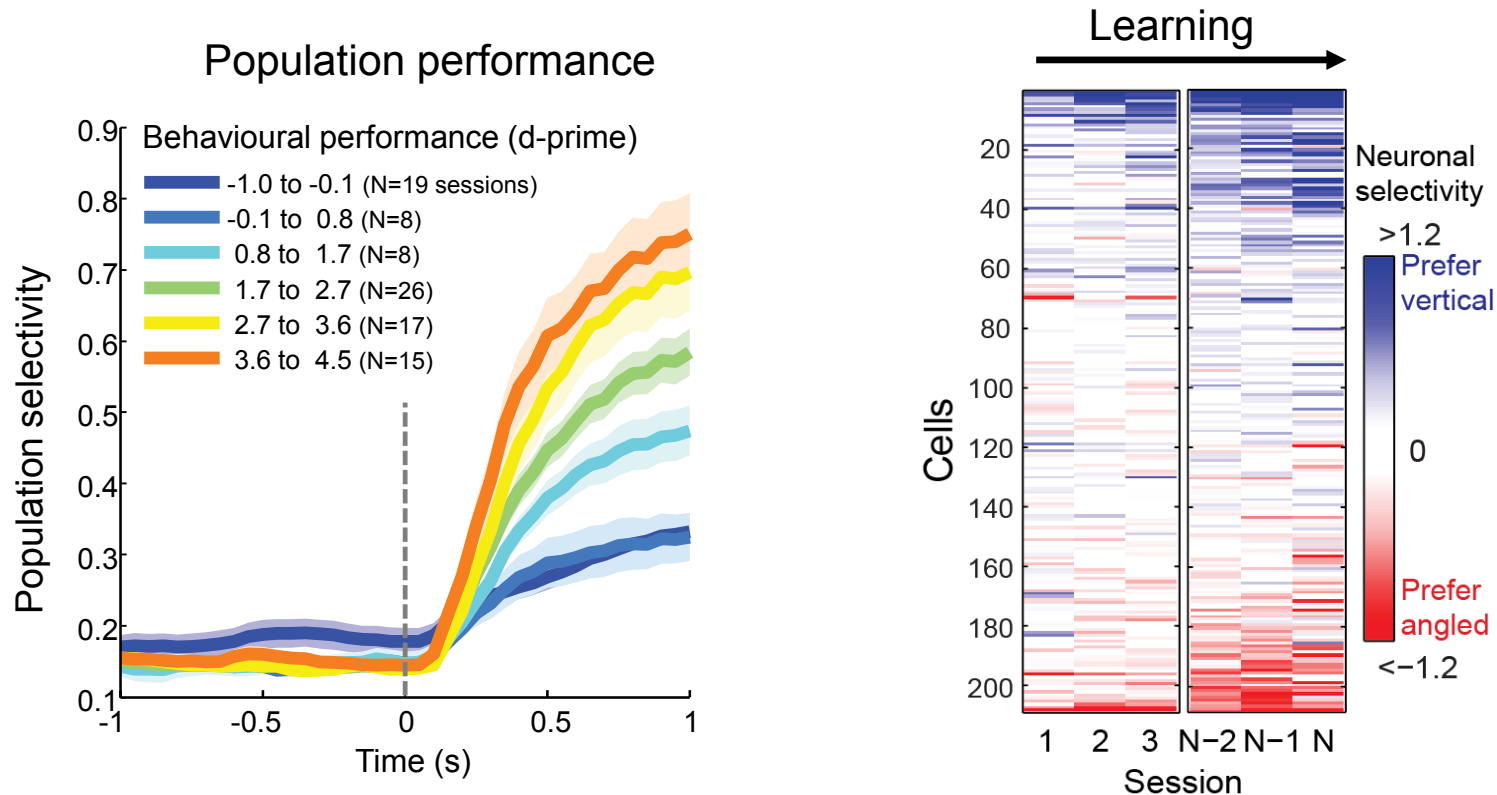 Population performance
Behavioural performance (d-prime)
-1.0 to -0.1 (N=19 sessions)
-0.1 to 0.8 (N=8)
0.8 to 1.7 (N=8)
1.7 to 2.7 (N=26)
2.7 to 3.6 (N=17)
3.6 to 4.5 (N=15)
Population selectivity
0.9
0.8
0.7
0.6
0.5
0.4
0.3
0.2
0.1
-1
-0.5
0
0.5
1
Time (s)
Learning
Cells
20
40
60
80
100
120
140
160
180
200
1
2
3
N−2
N−1
N
Session
Neuronal
selectivity
>1.2
Prefer
vertical
0
Prefer
angled
<−1.2